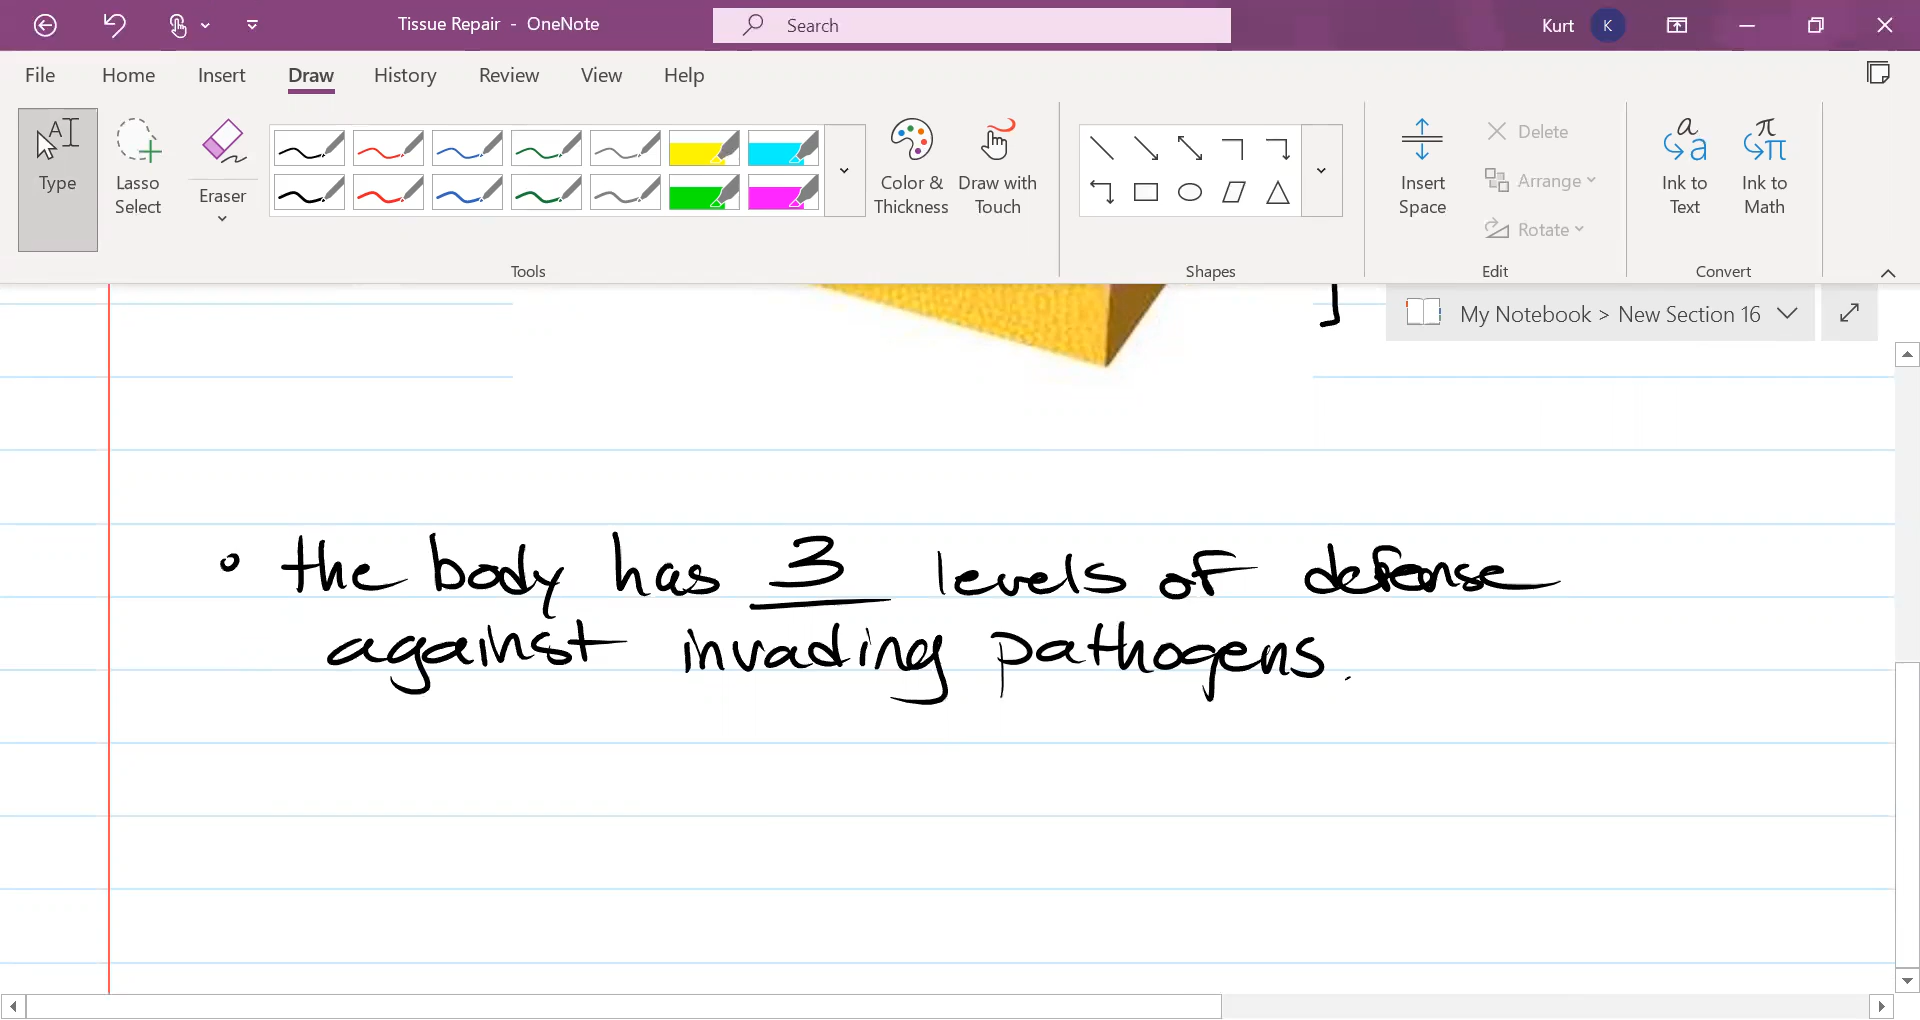 Tissue Repair - OneNote
Search
Kurt
K
File Home Insert Draw History Review View Help
Type
Lasso Select
Eraser
Color & Thickness
Draw with Touch
Insert Space
Delete
Arrange
Rotate
Ink to Text
Ink to Math
Tools
Shapes
Edit
Convert
My Notebook > New Section 16
• the body has 3 levels of defense
against invading pathogens.